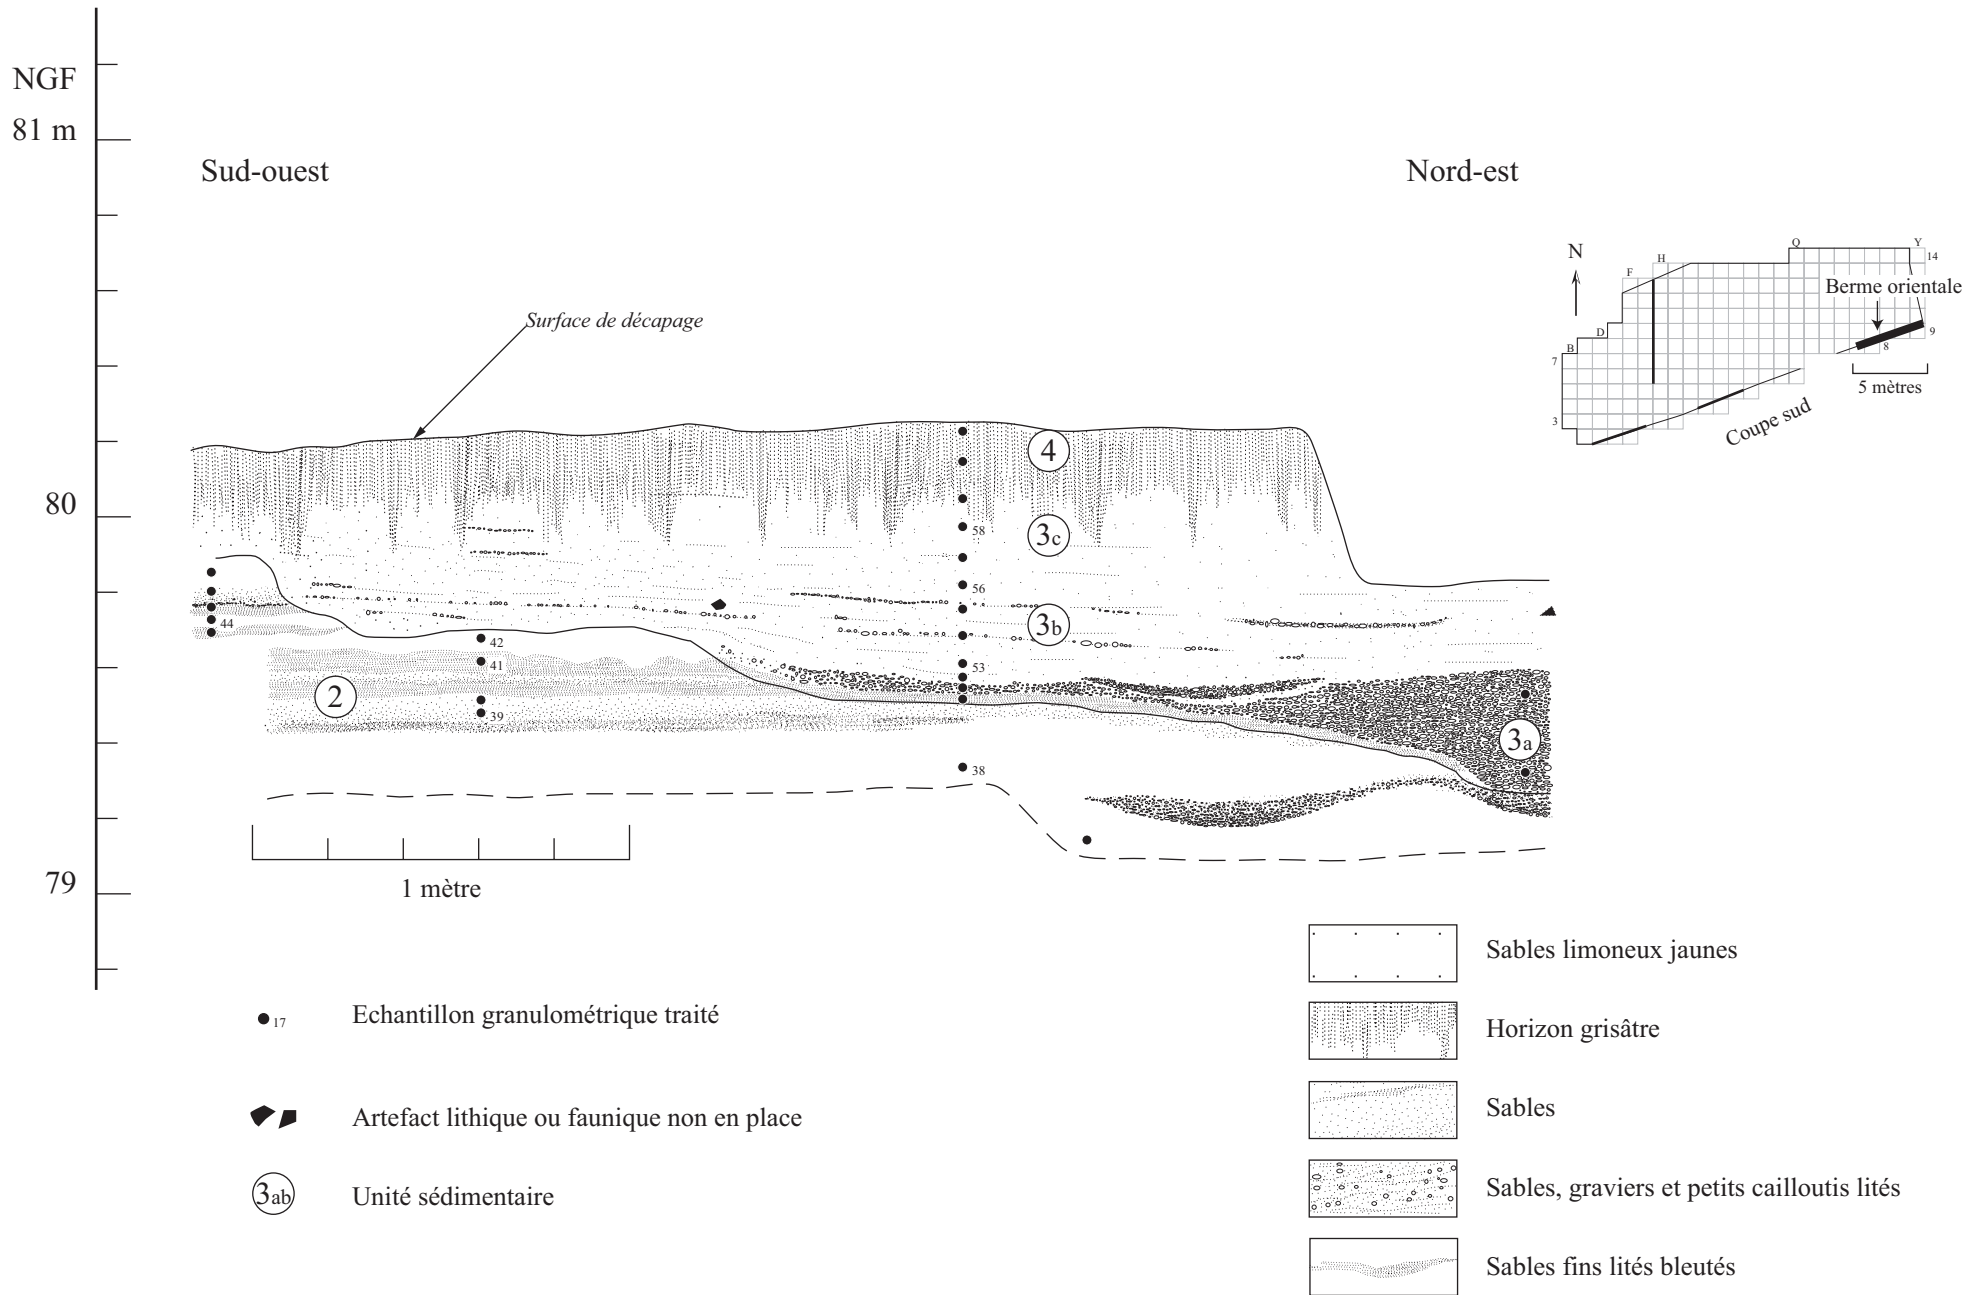 NGF
81 m
Sud-ouest
Nord-est
Surface de décapage
N
B
D
F
H
Q
Y
14
Berme orientale
9
8
7
3
5 mètres
Coupe sud
4
80
58
3c
56
3b
44
42
41
53
2
39
3a
38
79
1 mètre
17
Echantillon granulométrique traité
Artefact lithique ou faunique non en place
3ab
Unité sédimentaire
Sables limoneux jaunes
Horizon grisâtre
Sables
Sables, graviers et petits cailloutis lités
Sables fins lités bleutés